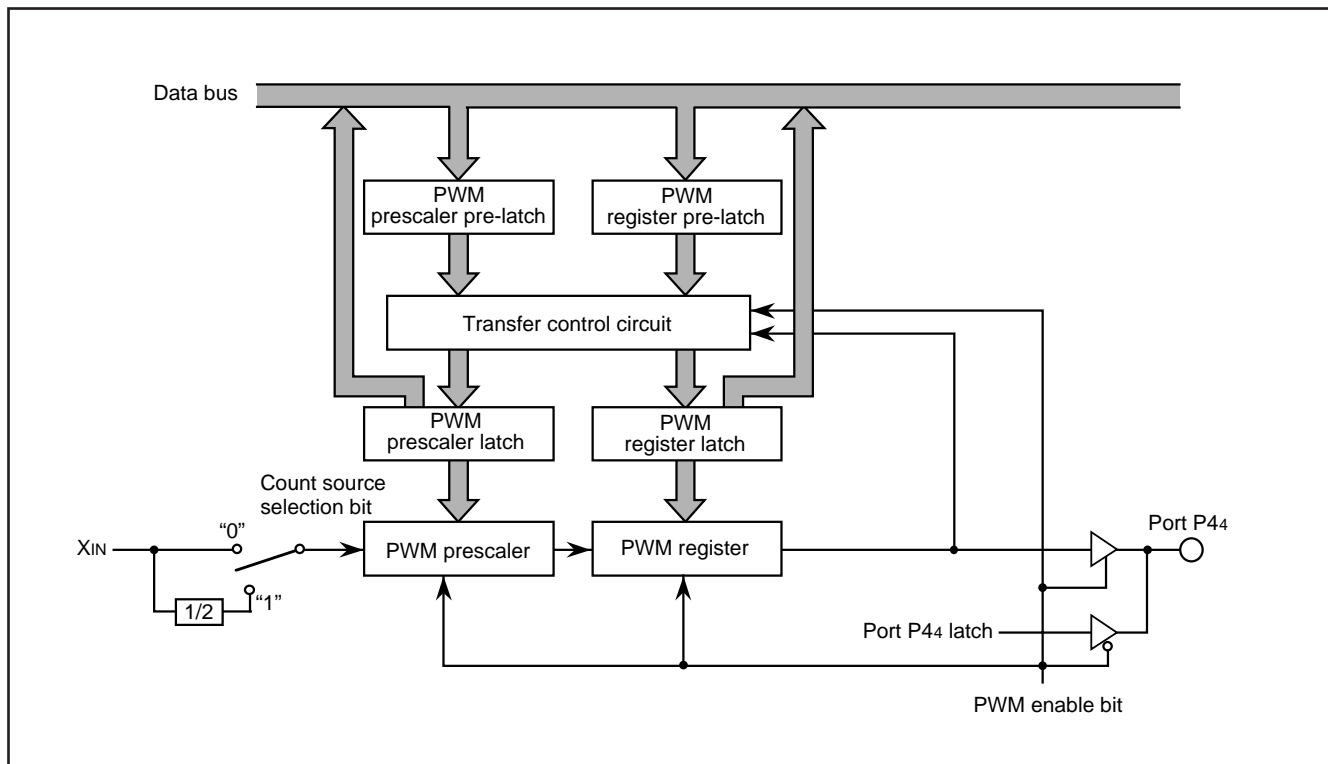 Data bus
PWM
prescaler pre-latch
PWM
register pre-latch
Transfer control circuit
PWM
prescaler latch
PWM
register latch
Count source
selection bit
XIN
“0”
“1”
1/2
PWM prescaler
PWM register
Port P44
Port P44 latch
PWM enable bit